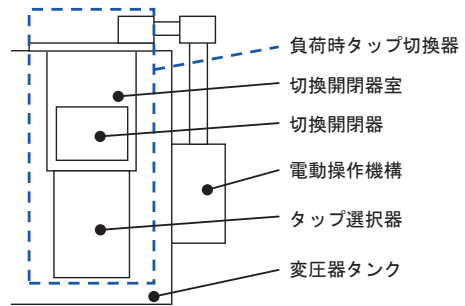 負荷時タップ切換器
切換開閉器室
切換開閉器
電動操作機構
タップ選択器
変圧器タンク